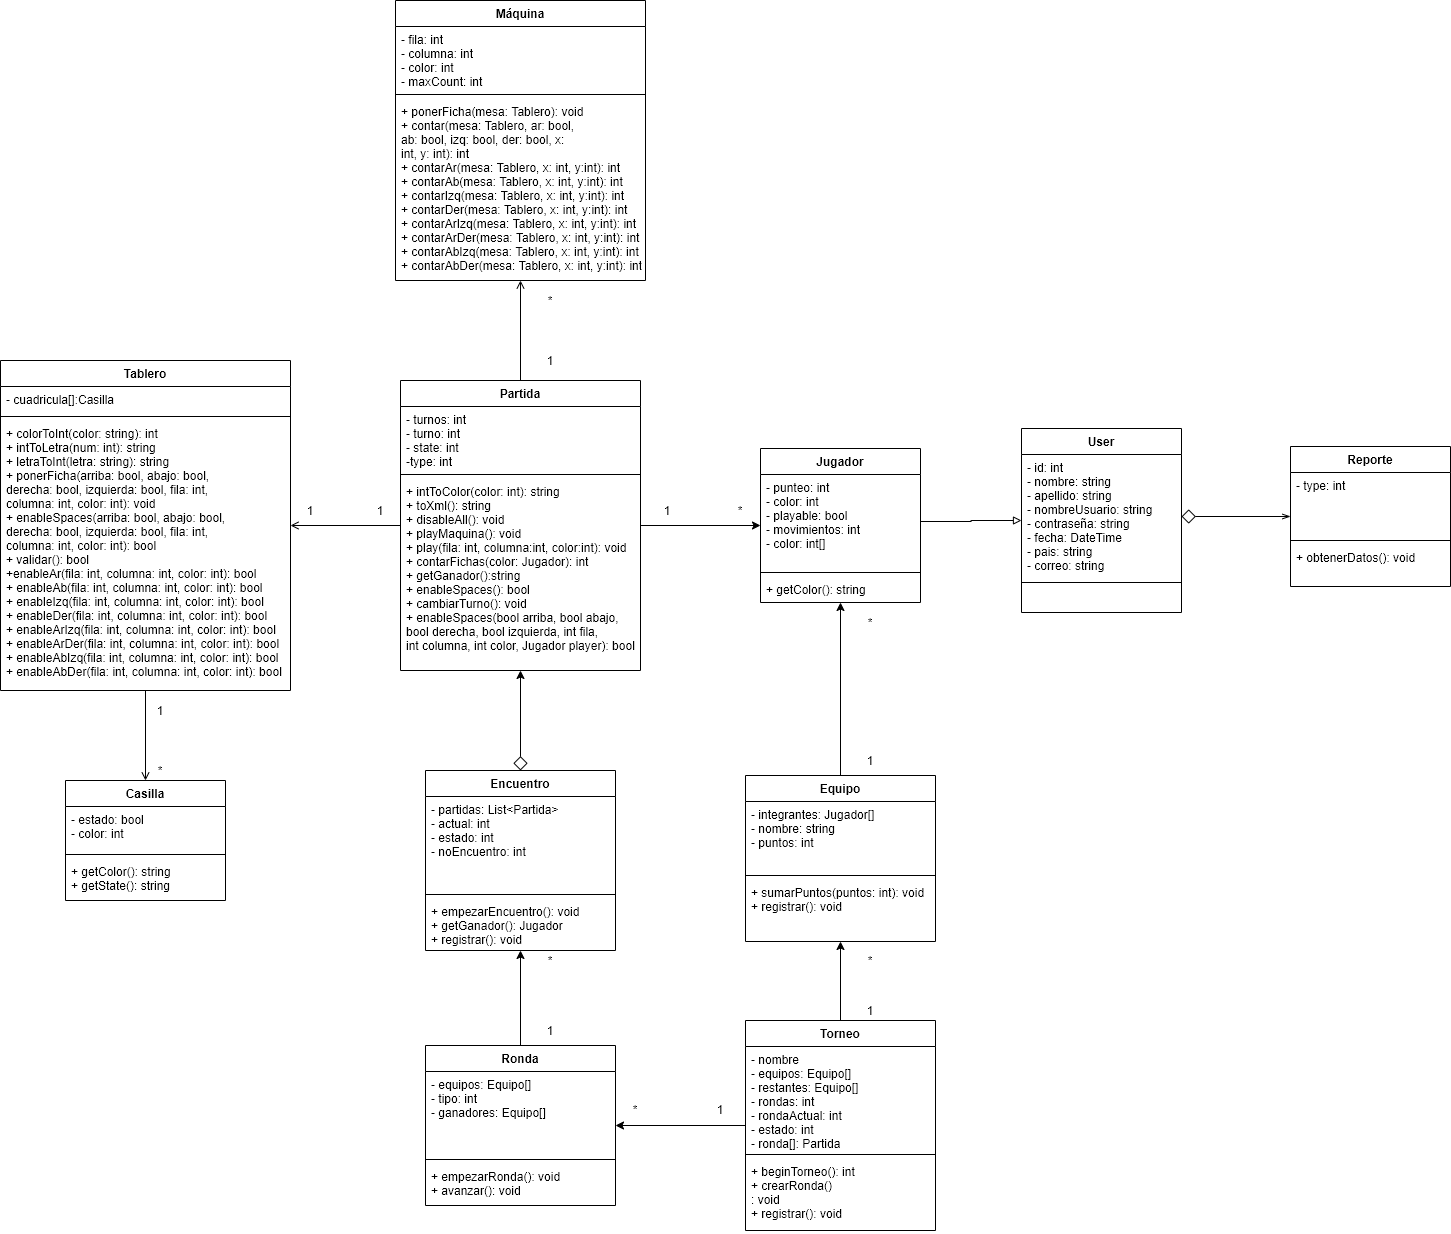 Máquina
- fila: int
- columna: int
- color: int
- maxCount: int
+ ponerFicha(mesa: Tablero): void
+ contar(mesa: Tablero, ar: bool,
ab: bool, izq: bool, der: bool, x:
int, y: int): int
+ contarAr(mesa: Tablero, x: int, y:int): int
+ contarAb(mesa: Tablero, x: int, y:int): int
+ contarIzq(mesa: Tablero, x: int, y:int): int
+ contarDer(mesa: Tablero, x: int, y:int): int
+ contarArIzq(mesa: Tablero, x: int, y:int): int
+ contarArDer(mesa: Tablero, x: int, y:int): int
+ contarAbIzq(mesa: Tablero, x: int, y:int): int
+ contarAbDer(mesa: Tablero, x: int, y:int): int
*
1
Tablero
- cuadricula[]:Casilla
+ colorToInt(color: string): int
+ intToLetra(num: int): string
+ letraToInt(letra: string): string
+ ponerFicha(arriba: bool, abajo: bool,
derecha: bool, izquierda: bool, fila: int,
columna: int, color: int): void
+ enableSpaces(arriba: bool, abajo: bool,
derecha: bool, izquierda: bool, fila: int,
columna: int, color: int): bool
+ validar(): bool
+enableAr(fila: int, columna: int, color: int): bool
+ enableAb(fila: int, columna: int, color: int): bool
+ enableIzq(fila: int, columna: int, color: int): bool
+ enableDer(fila: int, columna: int, color: int): bool
+ enableArIzq(fila: int, columna: int, color: int): bool
+ enableArDer(fila: int, columna: int, color: int): bool
+ enableAbIzq(fila: int, columna: int, color: int): bool
+ enableAbDer(fila: int, columna: int, color: int): bool
1
1
Partida
- turnos: int
- turno: int
- state: int
-type: int
+ intToColor(color: int): string
+ toXml(): string
+ disableAll(): void
+ playMaquina(): void
+ play(fila: int, columna:int, color:int): void
+ contarFichas(color: Jugador): int
+ getGanador():string
+ enableSpaces(): bool
+ cambiarTurno(): void
+ enableSpaces(bool arriba, bool abajo,
bool derecha, bool izquierda, int fila,
int columna, int color, Jugador player): bool
1
*
Jugador
- punteo: int
- color: int
- playable: bool
- movimientos: int
- color: int[]
+ getColor(): string
User
- id: int
- nombre: string
- apellido: string
- nombreUsuario: string
- contraseña: string
- fecha: DateTime
- pais: string
- correo: string
Reporte
- type: int
+ obtenerDatos(): void
1
*
Casilla
- estado: bool
- color: int
+ getColor(): string
+ getState(): string
Encuentro
- partidas: List<Partida>
- actual: int
- estado: int
- noEncuentro: int
+ empezarEncuentro(): void
+ getGanador(): Jugador
+ registrar(): void
*
1
*
1
Equipo
- integrantes: Jugador[]
- nombre: string
- puntos: int
+ sumarPuntos(puntos: int): void
+ registrar(): void
*
1
Ronda
- equipos: Equipo[]
- tipo: int
- ganadores: Equipo[]
+ empezarRonda(): void
+ avanzar(): void
*
1
Torneo
- nombre
- equipos: Equipo[]
- restantes: Equipo[]
- rondas: int
- rondaActual: int
- estado: int
- ronda[]: Partida
+ beginTorneo(): int
+ crearRonda()
: void
+ registrar(): void